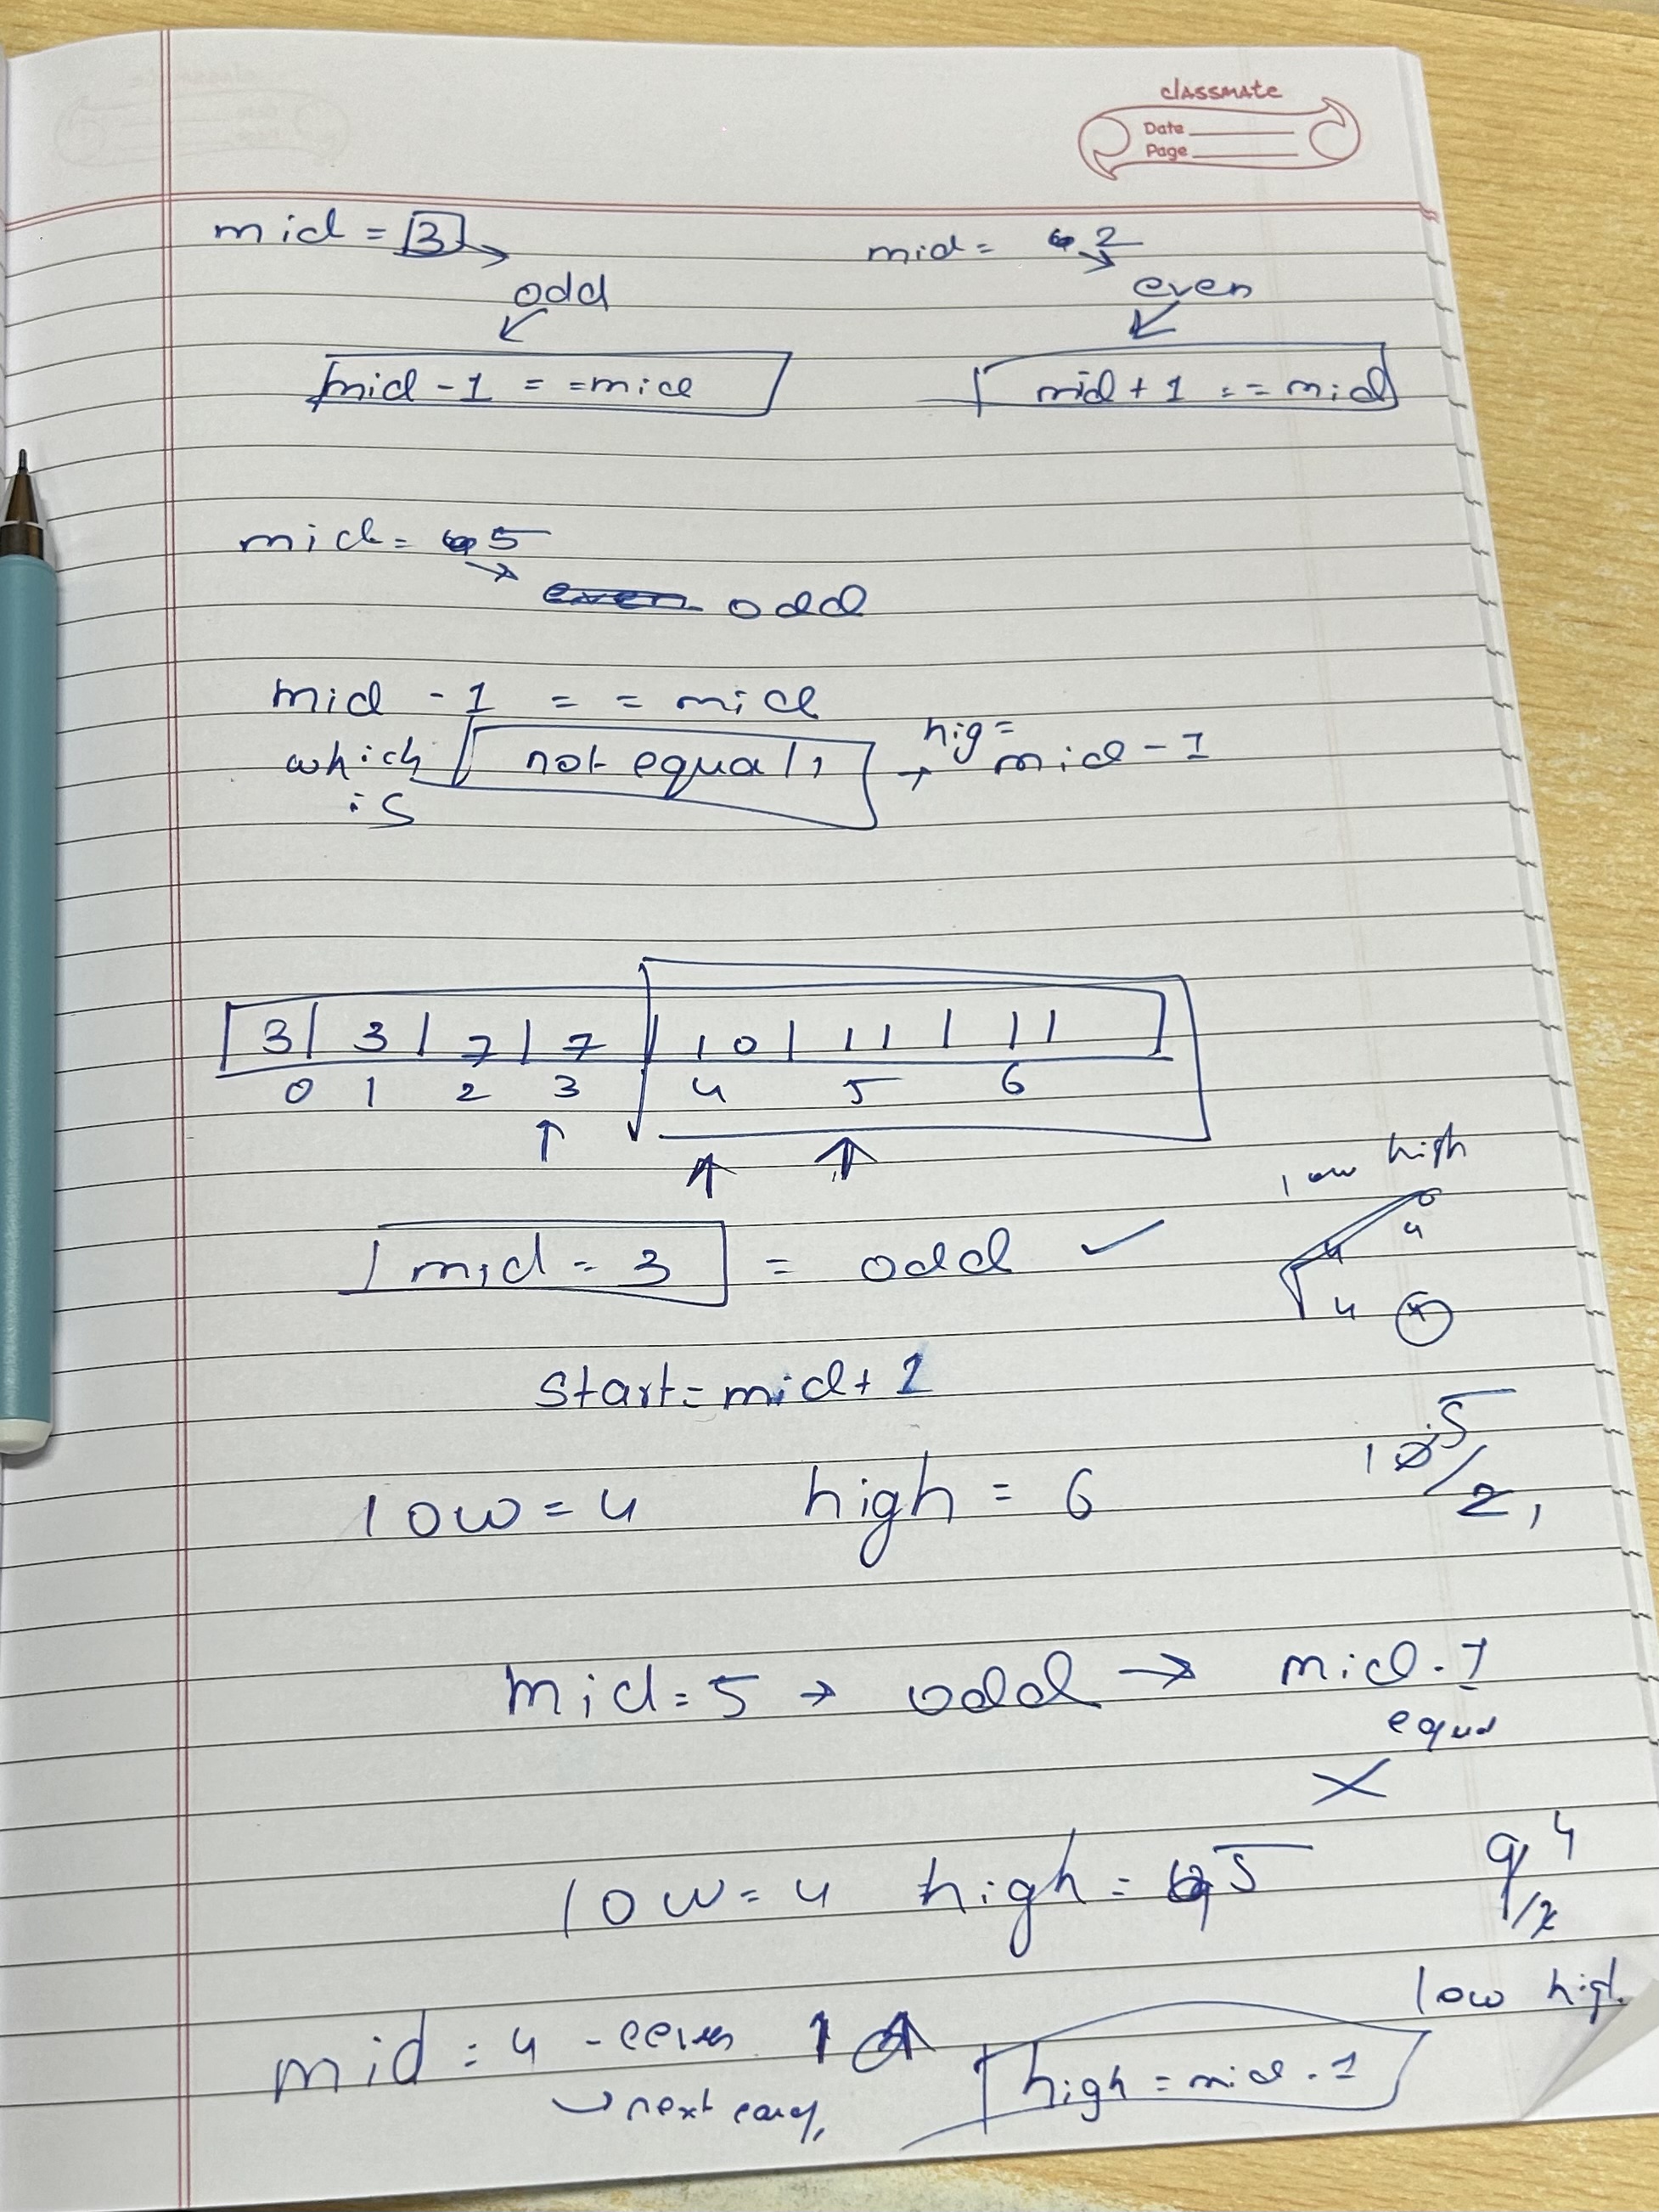 classmate
Date
Page
mid = 3
mid = 2
odd
even
mid - 1 = = mid
mid + 1 = = mid
mid = 5
even odd
mid - 1 = = mid
which not equal, → hig = mid - 1
is
3 | 3 | 7 | 7 | 10 | 11 | 11
0 1 2 3 4 5 6
low high
4
mid = 3 = odd ✓
4
start = mid + 1
5
10/2,
low = 4 high = 6
mid = 5 → odd → mid - 1
equal
×
low = 4 high = 5
9/2 4
low high
mid = 4 -
→ next
high = mid - 1